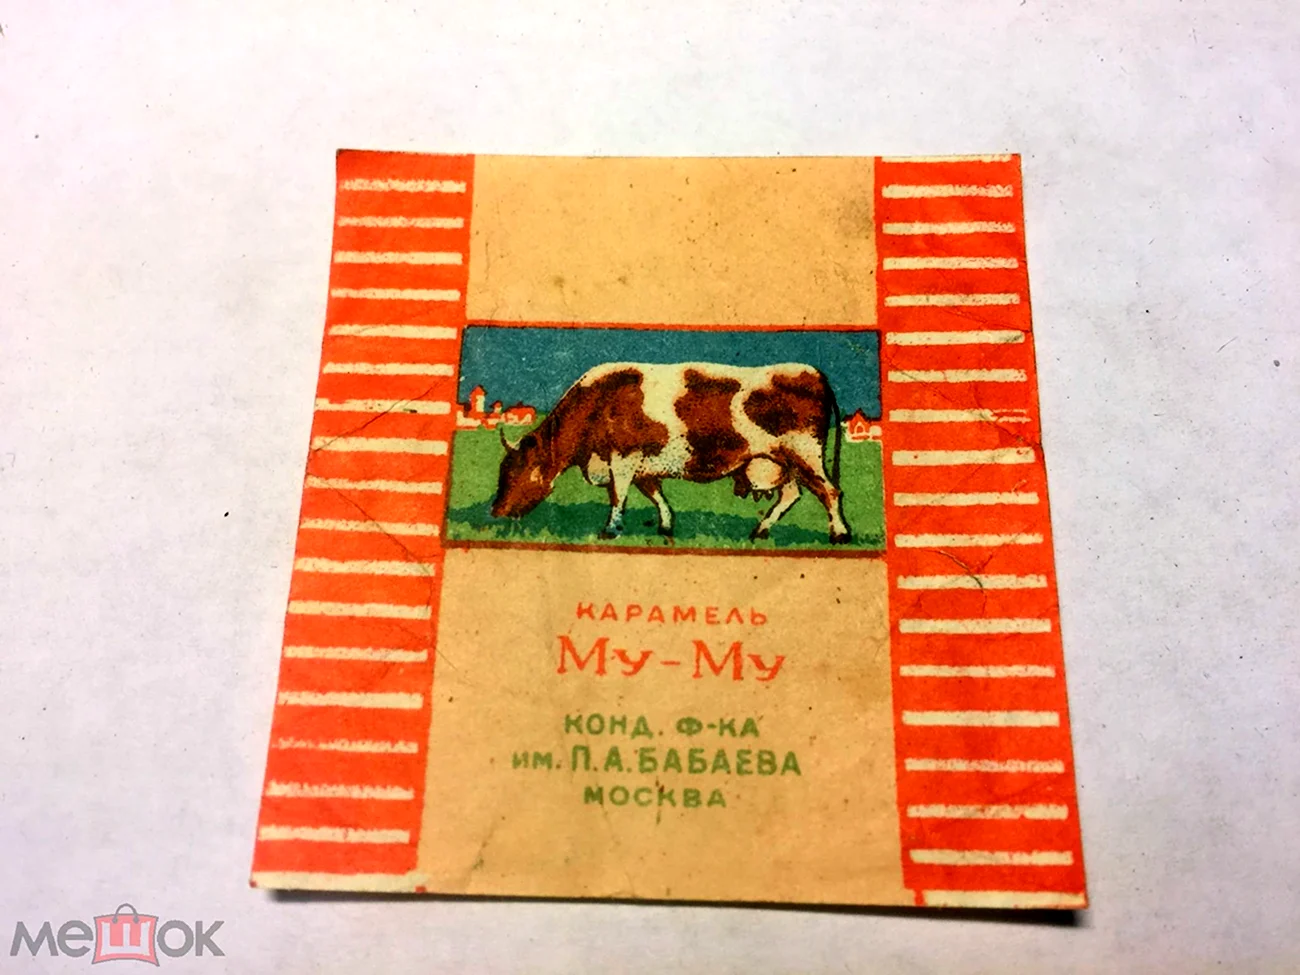 КАРАМЕЛЬ
Му-Му
КОНД. Ф-КА
им. П.А.БАБАЕВА
МОСКВА
мешок